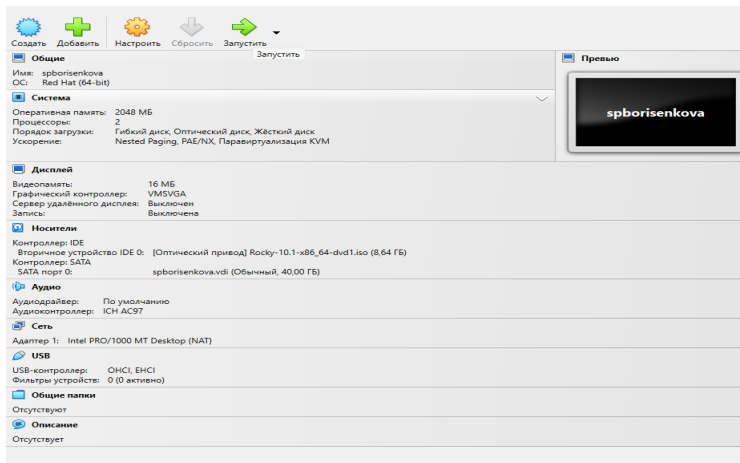 Создать Добавить Настроить Сбросить Запустить
Запустить
Общие
Имя: spborisenkova
ОС: Red Hat (64-bit)
Превью
spborisenkova
Система
Оперативная память: 2048 МБ
Процессоры: 2
Порядок загрузки: Гибкий диск, Оптический диск, Жёсткий диск
Ускорение: Nested Paging, PAE/NX, Паравиртуализация KVM
Дисплей
Видеопамять: 16 МБ
Графический контроллер: VMSVGA
Сервер удалённого дисплея: Выключен
Запись: Выключена
Носители
Контроллер: IDE
Вторичное устройство IDE 0: [Оптический привод] Rocky-10.1-x86_64-dvd1.iso (8,64 ГБ)
Контроллер: SATA
SATA порт 0: spborisenkova.vdi (Обычный, 40,00 ГБ)
Аудио
Аудиодрайвер: По умолчанию
Аудиоконтроллер: ICH AC97
Сеть
Адаптер 1: Intel PRO/1000 MT Desktop (NAT)
USB
USB-контроллер: OHCI, EHCI
Фильтры устройств: 0 (0 активно)
Общие папки
Отсутствуют
Описание
Отсутствует